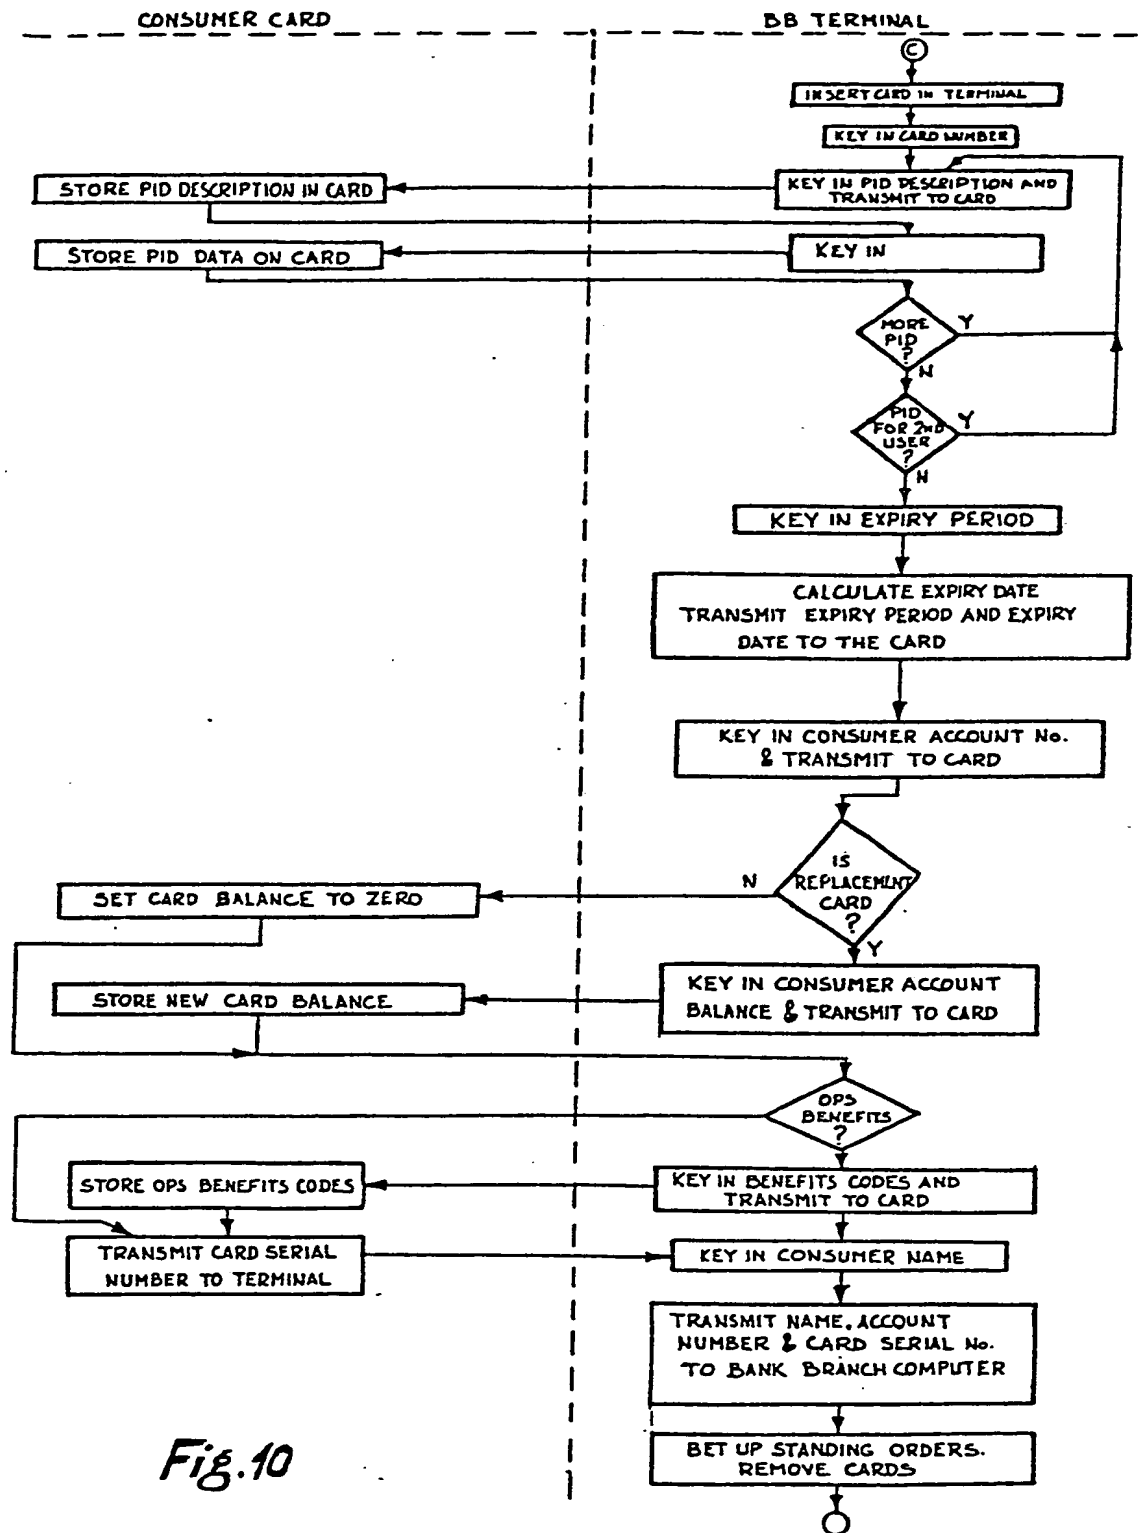 CONSUMER CARD
BB TERMINAL
C
INSERT CARD IN TERMINAL
KEY IN CARD NUMBER
STORE PID DESCRIPTION IN CARD
KEY IN PID DESCRIPTION AND
TRANSMIT TO CARD
STORE PID DATA ON CARD
KEY IN
MORE
PID
?
Y
N
PID
FOR 2ND
USER
?
Y
N
KEY IN EXPIRY PERIOD
CALCULATE EXPIRY DATE
TRANSMIT EXPIRY PERIOD AND EXPIRY
DATE TO THE CARD
KEY IN CONSUMER ACCOUNT No.
& TRANSMIT TO CARD
IS
REPLACEMENT
CARD
?
N
Y
SET CARD BALANCE TO ZERO
KEY IN CONSUMER ACCOUNT
BALANCE & TRANSMIT TO CARD
STORE NEW CARD BALANCE
OPS
BENEFITS
?
STORE OPS BENEFITS CODES
KEY IN BENEFITS CODES AND
TRANSMIT TO CARD
TRANSMIT CARD SERIAL
NUMBER TO TERMINAL
KEY IN CONSUMER NAME
TRANSMIT NAME, ACCOUNT
NUMBER & CARD SERIAL No.
TO BANK BRANCH COMPUTER
BET UP STANDING ORDERS.
REMOVE CARDS
Fig.10